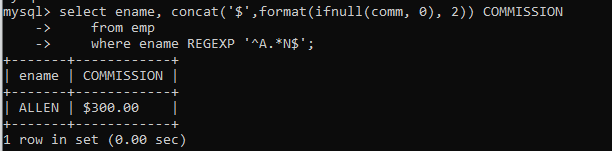 mysql> select ename, concat('$',format(ifnull(comm, 0), 2)) COMMISSION
    ->     from emp
    ->     where ename REGEXP '^A.*N$';
+-------+------------+
| ename | COMMISSION |
+-------+------------+
| ALLEN | $300.00    |
+-------+------------+
1 row in set (0.00 sec)